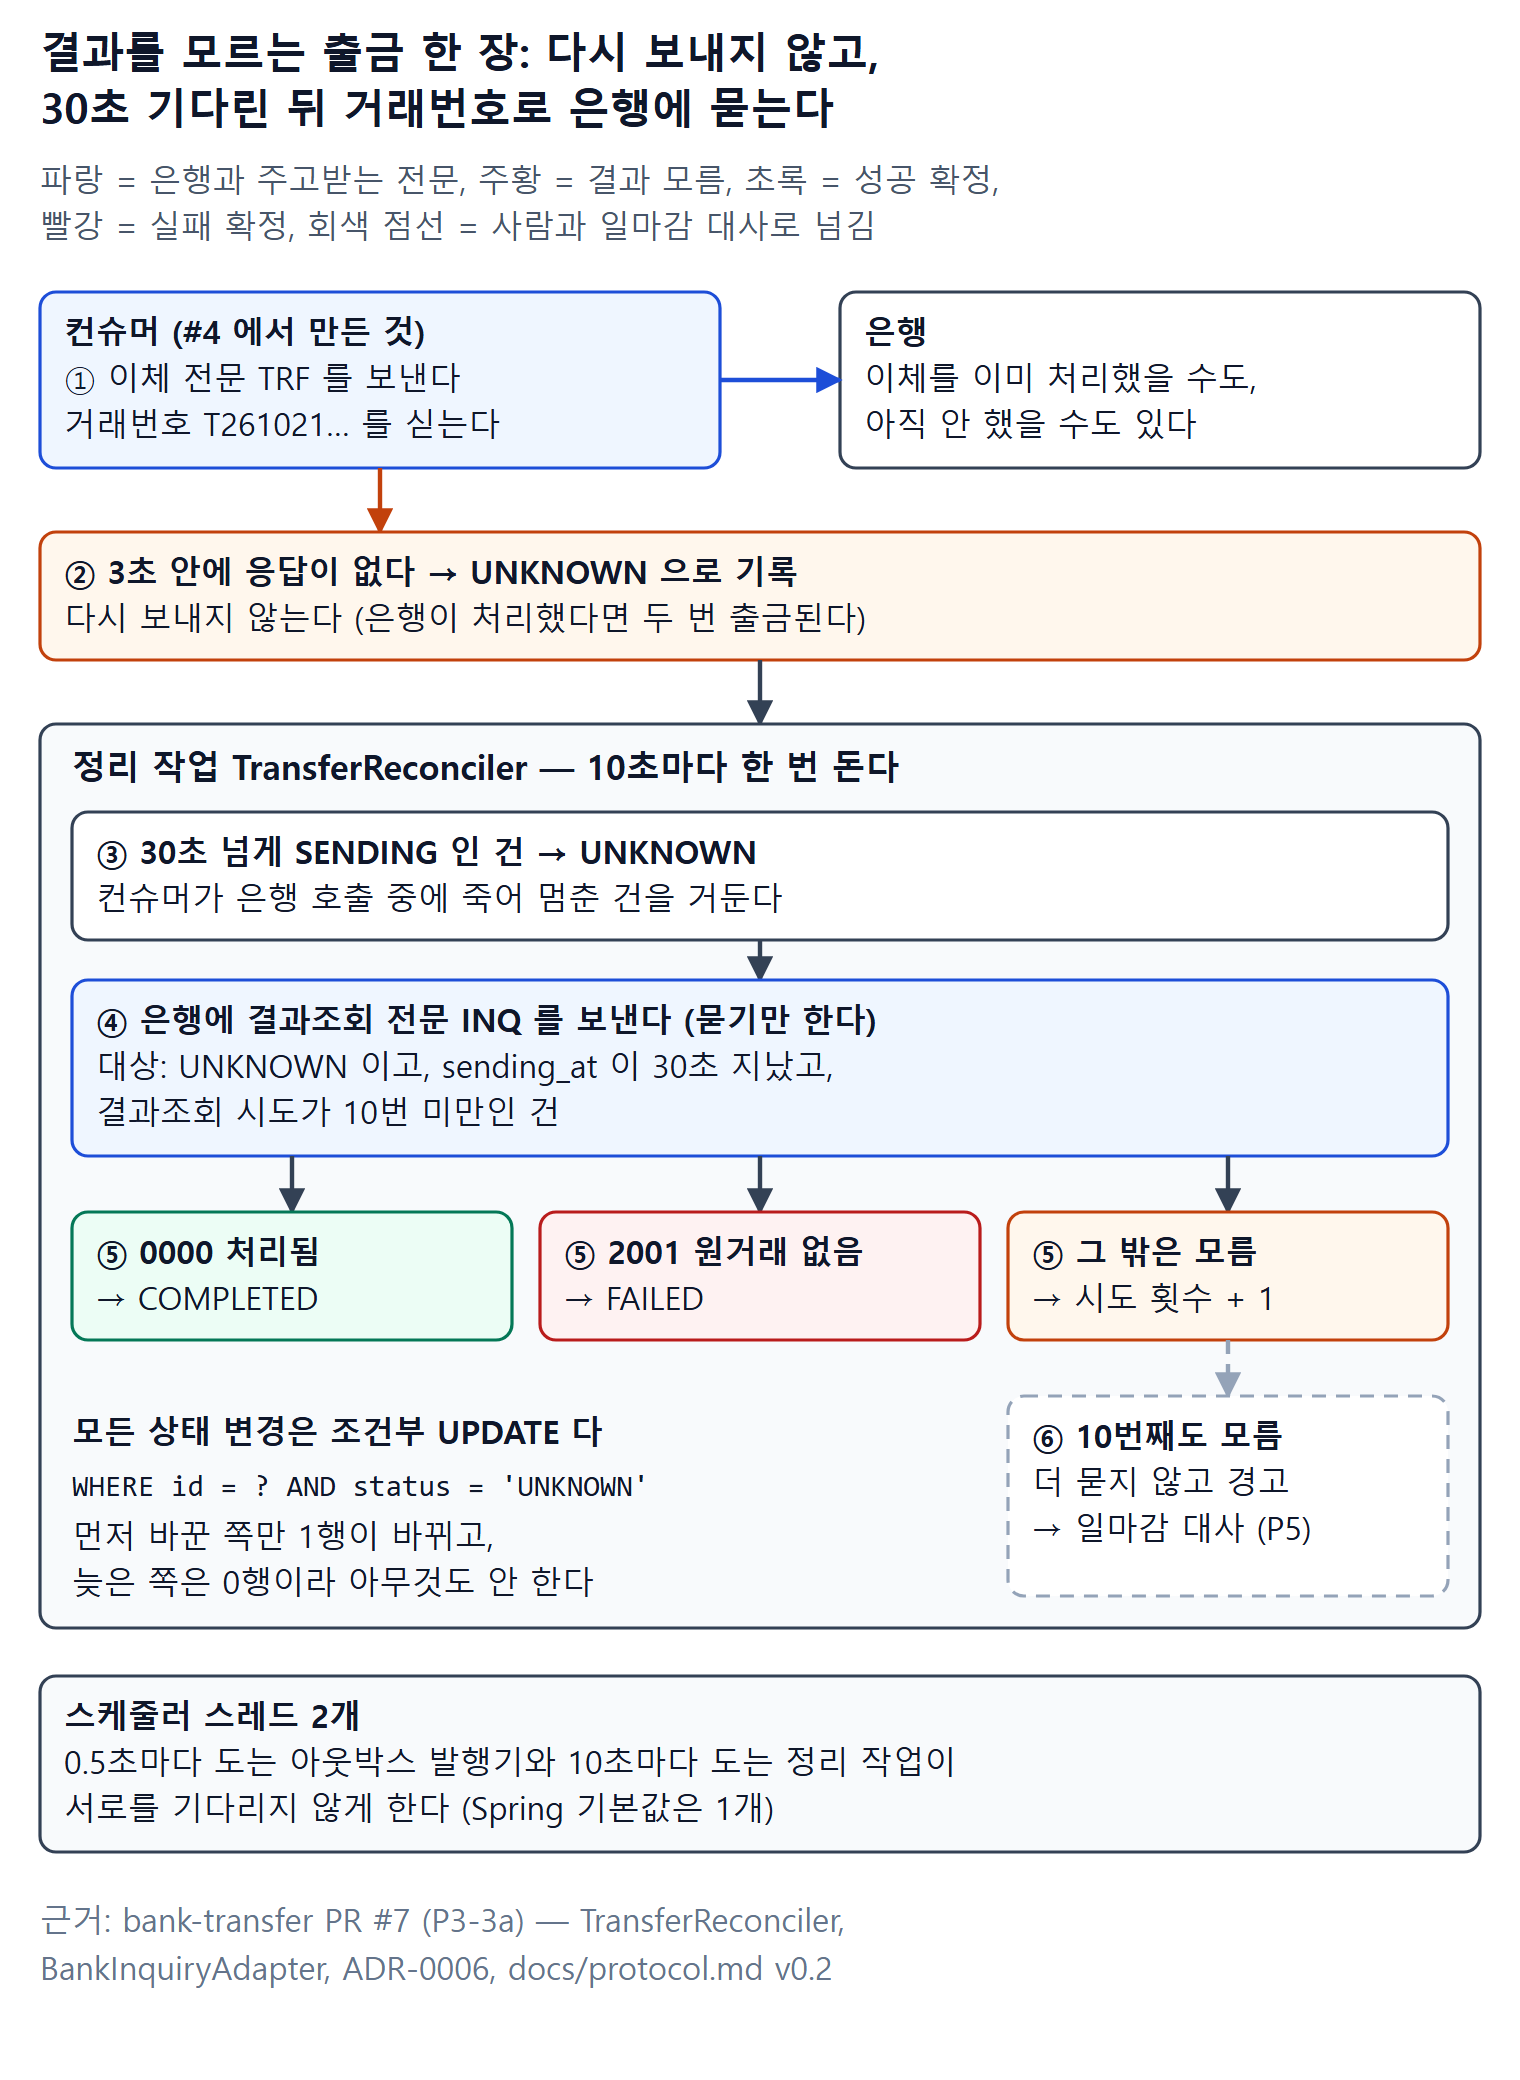 결과를 모르는 출금 한 장: 다시 보내지 않고,
30초 기다린 뒤 거래번호로 은행에 묻는다
파랑 = 은행과 주고받는 전문, 주황 = 결과 모름, 초록 = 성공 확정,
빨강 = 실패 확정, 회색 점선 = 사람과 일마감 대사로 넘김
컨슈머 (#4 에서 만든 것)
① 이체 전문 TRF 를 보낸다
거래번호 T261021... 를 싣는다
은행
이체를 이미 처리했을 수도,
아직 안 했을 수도 있다
② 3초 안에 응답이 없다 → UNKNOWN 으로 기록
다시 보내지 않는다 (은행이 처리했다면 두 번 출금된다)
정리 작업 TransferReconciler — 10초마다 한 번 돈다
③ 30초 넘게 SENDING 인 건 → UNKNOWN
컨슈머가 은행 호출 중에 죽어 멈춘 건을 거둔다
④ 은행에 결과조회 전문 INQ 를 보낸다 (묻기만 한다)
대상: UNKNOWN 이고, sending_at 이 30초 지났고,
결과조회 시도가 10번 미만인 건
⑤ 0000 처리됨
→ COMPLETED
⑤ 2001 원거래 없음
→ FAILED
⑤ 그 밖은 모름
→ 시도 횟수 + 1
모든 상태 변경은 조건부 UPDATE 다
WHERE id = ? AND status = 'UNKNOWN'
먼저 바꾼 쪽만 1행이 바뀌고,
늦은 쪽은 0행이라 아무것도 안 한다
⑥ 10번째도 모름
더 묻지 않고 경고
→ 일마감 대사 (P5)
스케줄러 스레드 2개
0.5초마다 도는 아웃박스 발행기와 10초마다 도는 정리 작업이
서로를 기다리지 않게 한다 (Spring 기본값은 1개)
근거: bank-transfer PR #7 (P3-3a) — TransferReconciler,
BankInquiryAdapter, ADR-0006, docs/protocol.md v0.2